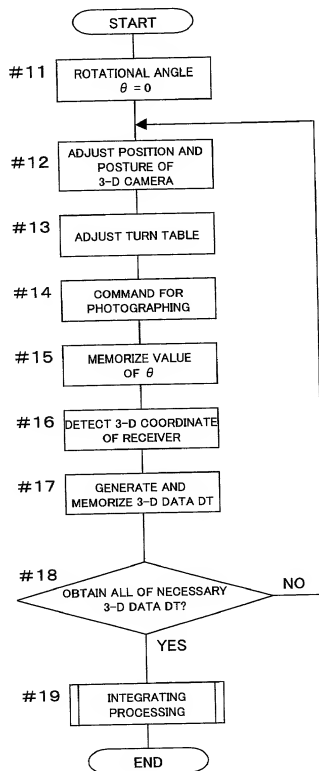 START
#11
ROTATIONAL ANGLE
θ = 0
#12
ADJUST POSITION AND
POSTURE OF
3-D CAMERA
#13
ADJUST TURN TABLE
#14
COMMAND FOR
PHOTOGRAPHING
#15
MEMORIZE VALUE
OF θ
#16
DETECT 3-D COORDINATE
OF RECEIVER
#17
GENERATE AND
MEMORIZE 3-D DATA DT
#18
OBTAIN ALL OF NECESSARY
3-D DATA DT?
NO
YES
#19
INTEGRATING
PROCESSING
END